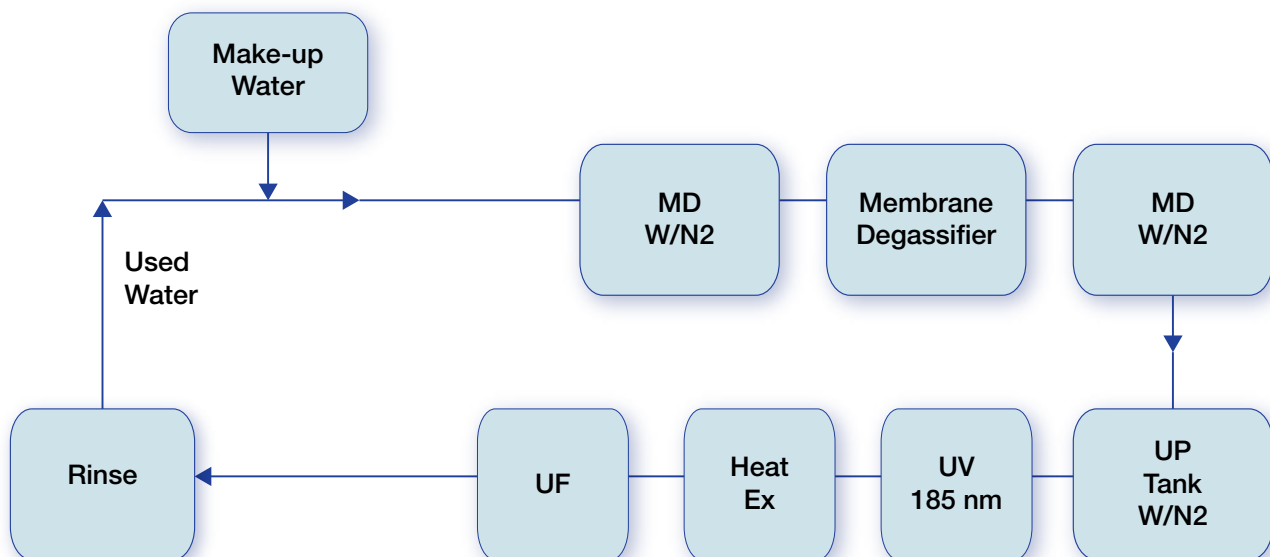 Make-up
Water
MD
W/N2
Membrane
Degassifier
MD
W/N2
Used
Water
Rinse
UF
Heat
Ex
UV
185 nm
UP
Tank
W/N2